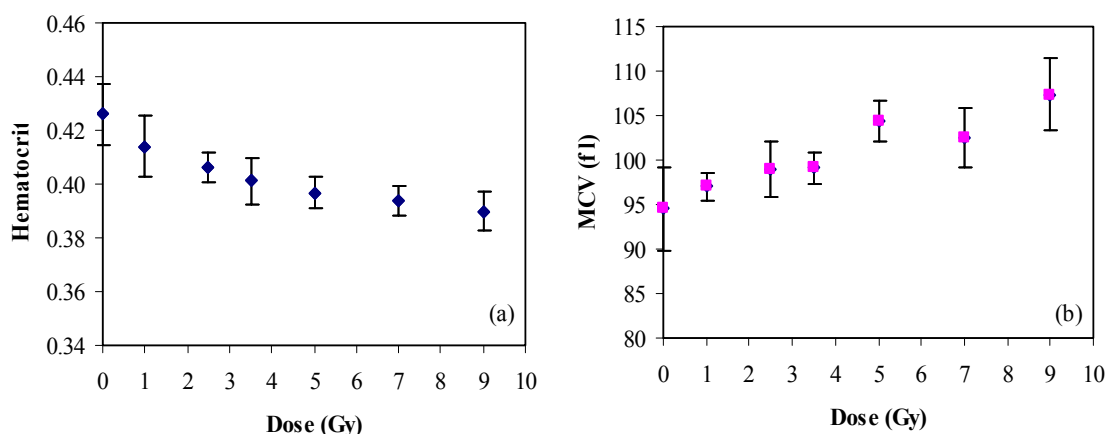 0.46
0.44
0.42
0.40
0.38
0.36
0.34
Hematocrit
(a)
0 1 2 3 4 5 6 7 8 9 10
Dose (Gy)
115
110
105
100
95
90
85
80
MCV (fl)
(b)
0 1 2 3 4 5 6 7 8 9 10
Dose (Gy)